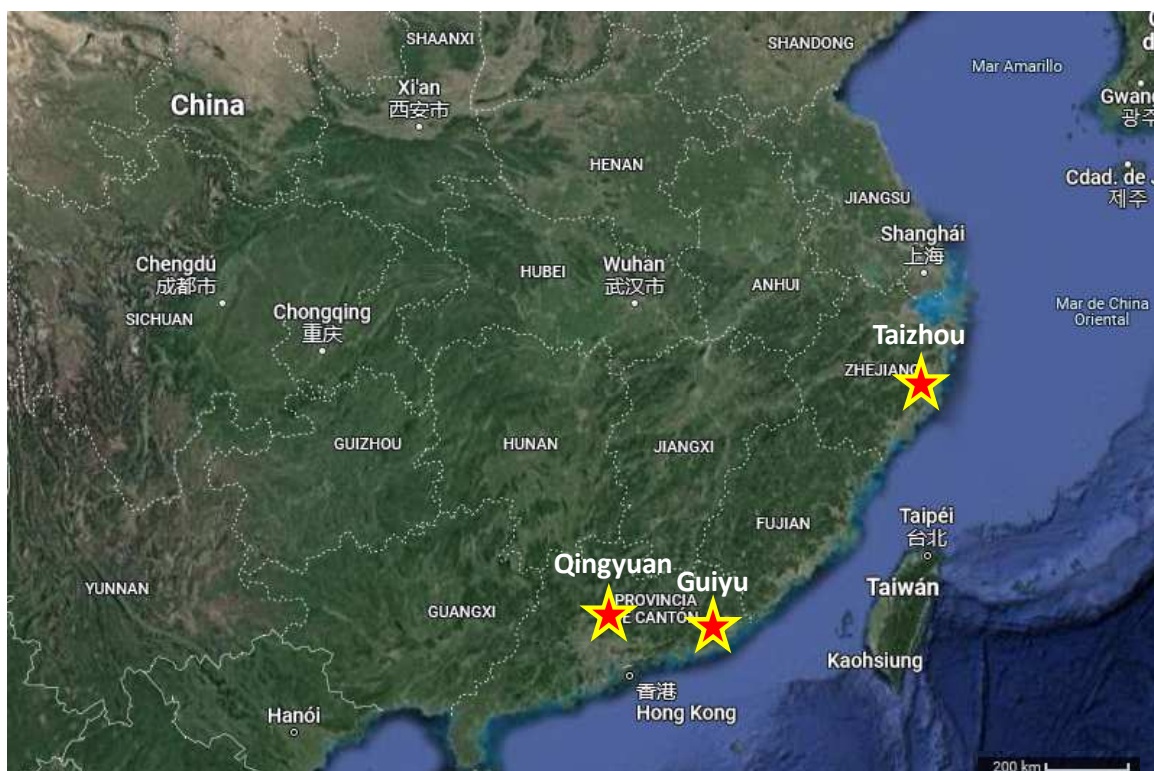 SHAANXI
SHANDONG
Mar Amarillo
Xi'an
西安市
China
Gwang
광주
HENAN
Cdad. de J
제주
JIANGSU
Shanghái
上海
Chengdú
成都市
HUBEI
Wuhan
武汉市
ANHUI
SICHUAN
Chongqing
重庆
Mar de China
Oriental
Taizhou
ZHEJIANG
GUIZHOU
HUNAN
JIANGXI
FUJIAN
Taipéi
台北
Qingyuan
Guiyu
YUNNAN
GUANGXI
PROVINCIA
E CANTÓN
Taiwán
Kaohsiung
香港
Hong Kong
Hanói
200 km